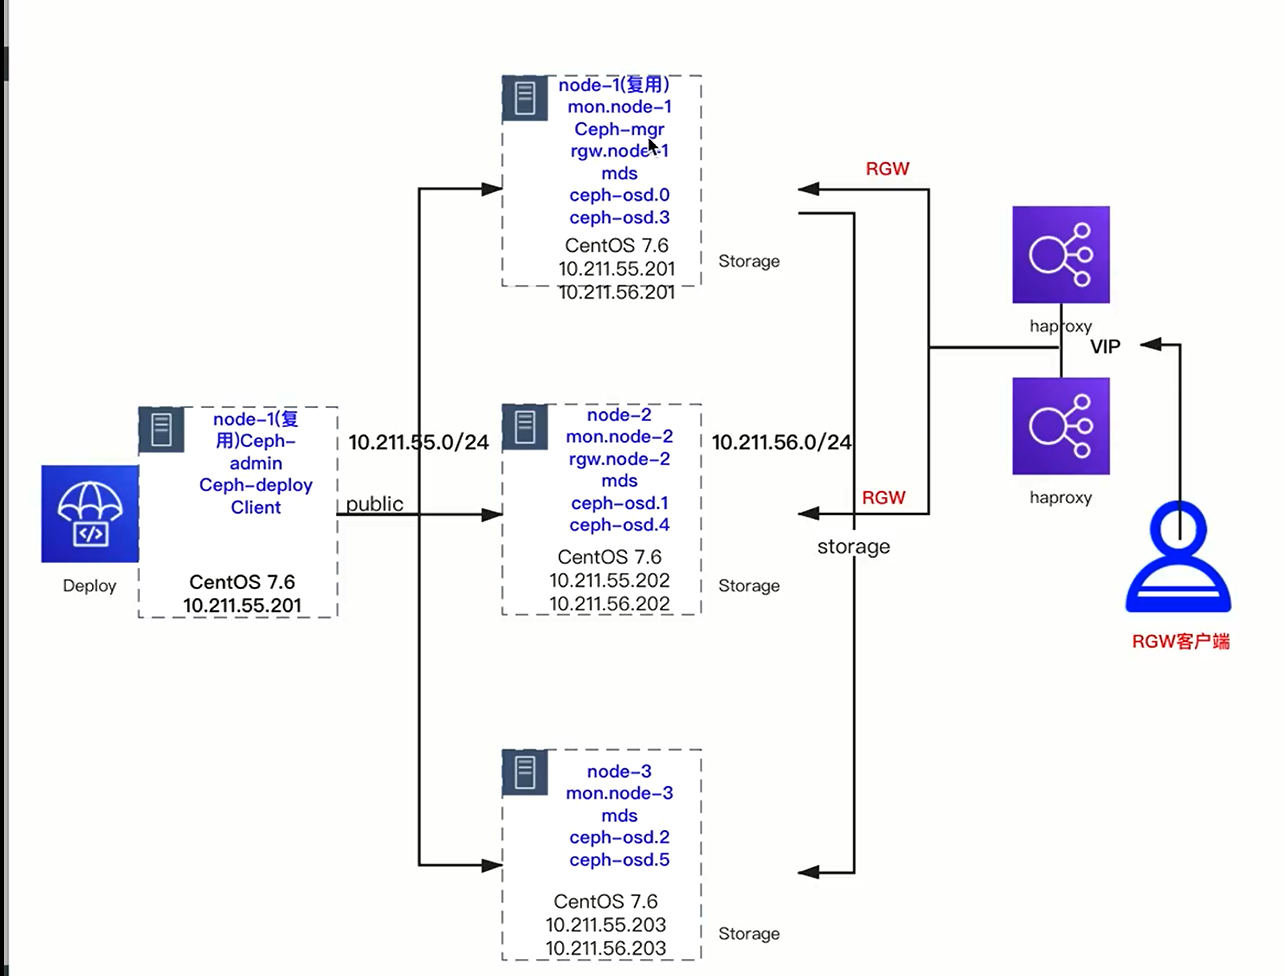 node-1(复用)
mon.node-1
Ceph-mgr
rgw.node-1
mds
ceph-osd.0
ceph-osd.3
CentOS 7.6
10.211.55.201
10.211.56.201
Storage
RGW
haproxy
VIP
haproxy
RGW客户端
node-1(复
用)Ceph-
admin
Ceph-deploy
Client
CentOS 7.6
10.211.55.201
Deploy
10.211.55.0/24
public
node-2
mon.node-2
rgw.node-2
mds
ceph-osd.1
ceph-osd.4
CentOS 7.6
10.211.55.202
10.211.56.202
Storage
10.211.56.0/24
RGW
storage
node-3
mon.node-3
mds
ceph-osd.2
ceph-osd.5
CentOS 7.6
10.211.55.203
10.211.56.203
Storage